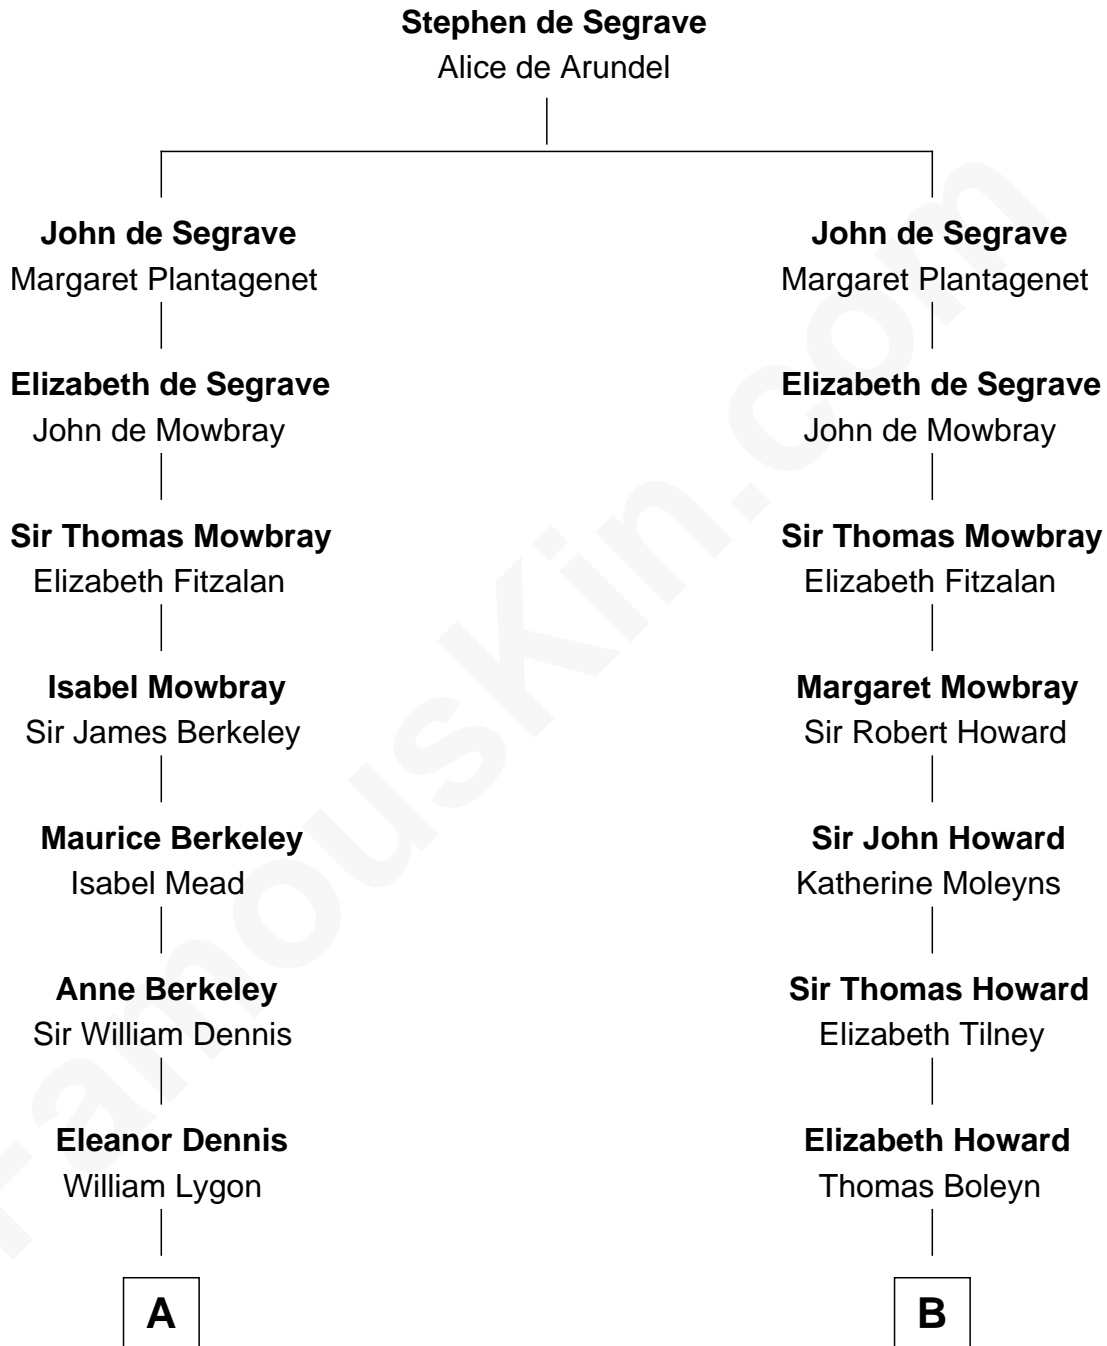 Stephen de Segrave
Alice de Arundel
John de Segrave
Margaret Plantagenet
John de Segrave
Margaret Plantagenet
Elizabeth de Segrave
John de Mowbray
Elizabeth de Segrave
John de Mowbray
Sir Thomas Mowbray
Elizabeth Fitzalan
Sir Thomas Mowbray
Elizabeth Fitzalan
Isabel Mowbray
Sir James Berkeley
Margaret Mowbray
Sir Robert Howard
Maurice Berkeley
Isabel Mead
Sir John Howard
Katherine Moleyns
Anne Berkeley
Sir William Dennis
Sir Thomas Howard
Elizabeth Tilney
Eleanor Dennis
William Lygon
Elizabeth Howard
Thomas Boleyn
A
B
FamousKin.com